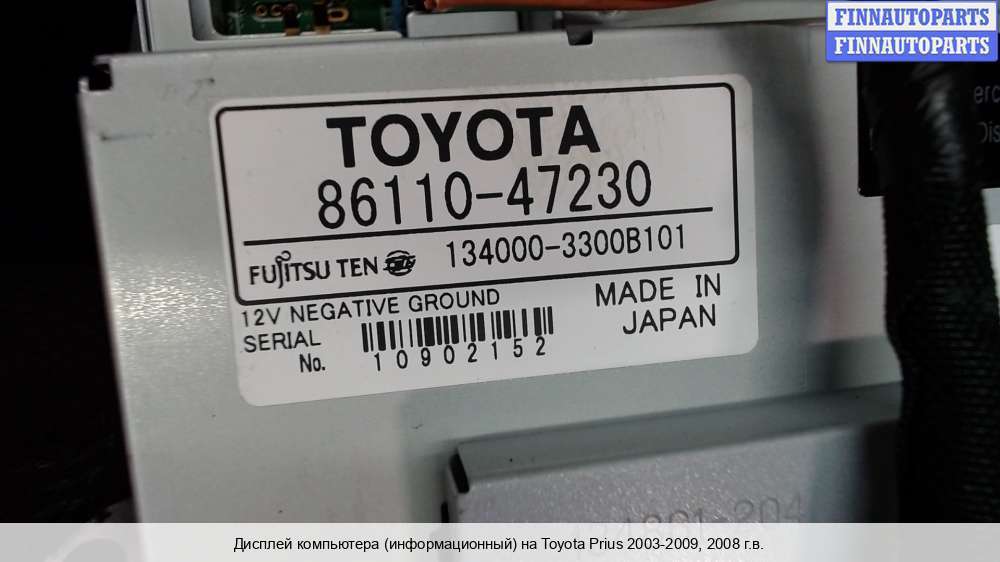 FINNAUTOPARTS
FINNAUTOPARTS
TOYOTA
86110-47230
FUJITSU TEN 134000-3300B101
12V NEGATIVE GROUND
MADE IN
JAPAN
SERIAL
No.
10902152
Дисплей компьютера (информационный) на Toyota Prius 2003-2009, 2008 г.в.